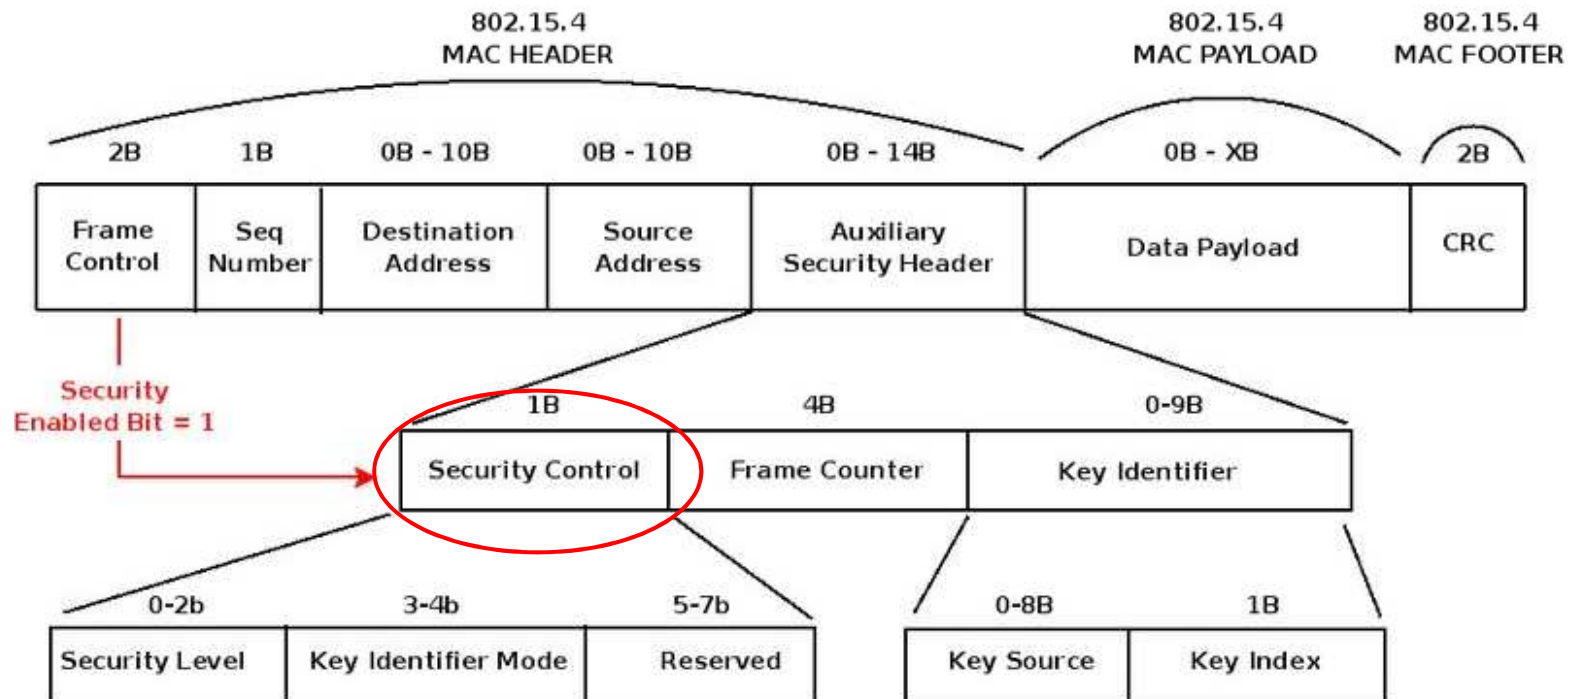 802.15.4
MAC HEADER
802.15.4
MAC PAYLOAD
802.15.4
MAC FOOTER
2B
1B
0B - 10B
0B - 10B
0B - 14B
0B - XB
2B
Frame
Control
Seq
Number
Destination
Address
Source
Address
Auxiliary
Security Header
Data Payload
CRC
Security
Enabled Bit = 1
1B
4B
0-9B
Security Control
Frame Counter
Key Identifier
0-2b
3-4b
5-7b
0-8B
1B
Security Level
Key Identifier Mode
Reserved
Key Source
Key Index